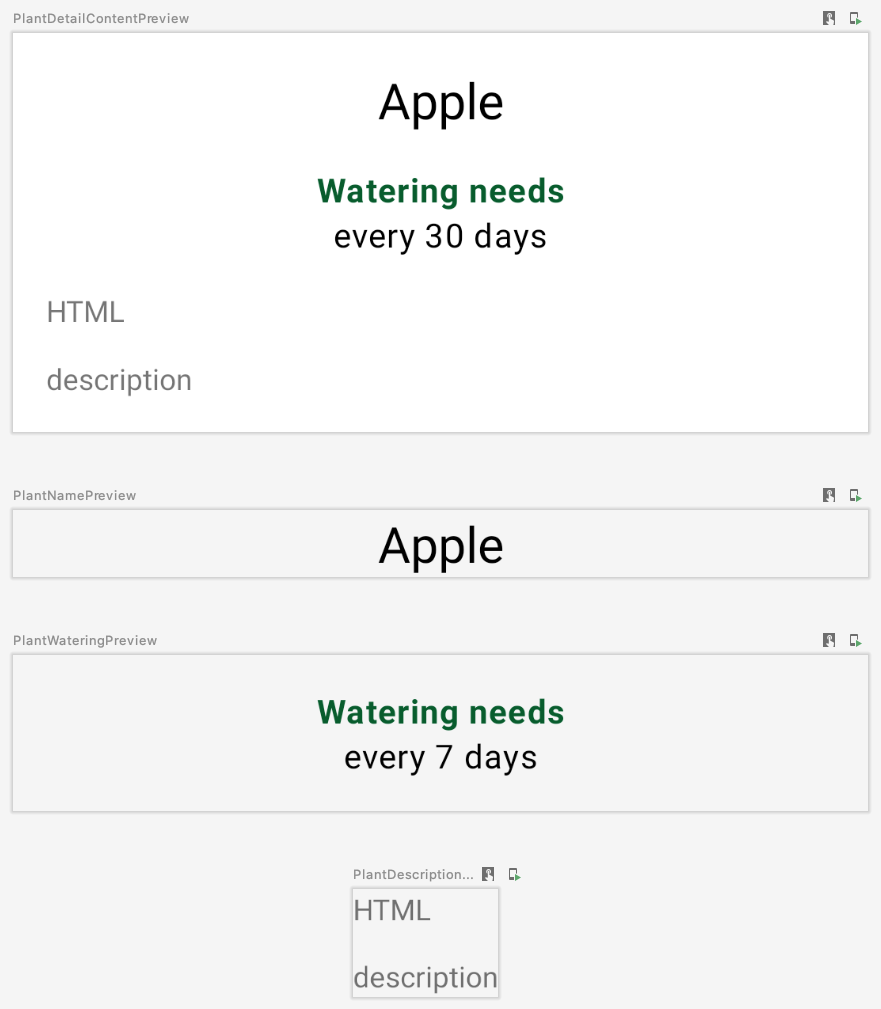 PlantDetailContentPreview
Apple
Watering needs
every 30 days
HTML
description
PlantNamePreview
Apple
PlantWateringPreview
Watering needs
every 7 days
PlantDescription...
HTML
description